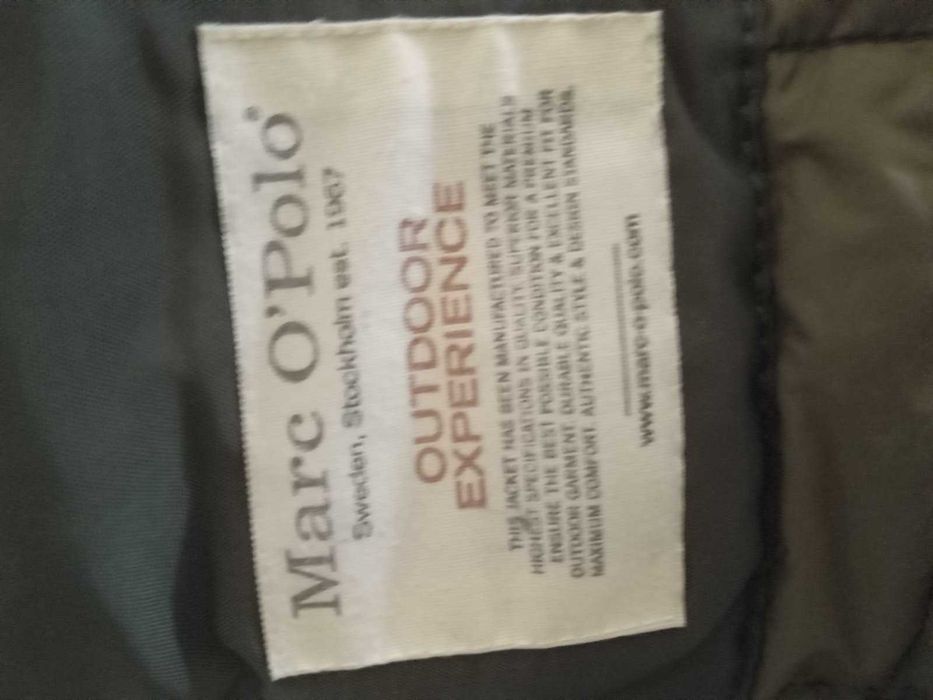 Marc O'Polo®
Sweden, Stockholm est. 1967
OUTDOOR
EXPERIENCE
THIS JACKET HAS BEEN MANUFACTURED TO MEET THE
HIGHEST SPECIFICATIONS IN QUALITY. SUPERIOR MATERIALS
ENSURE THE BEST POSSIBLE CONDITION FOR A PREMIUM
OUTDOOR GARMENT. DURABLE QUALITY & EXCELLENT FIT FOR
MAXIMUM COMFORT. AUTHENTIC STYLE & DESIGN STANDARDS.
www.marc-o-polo.com